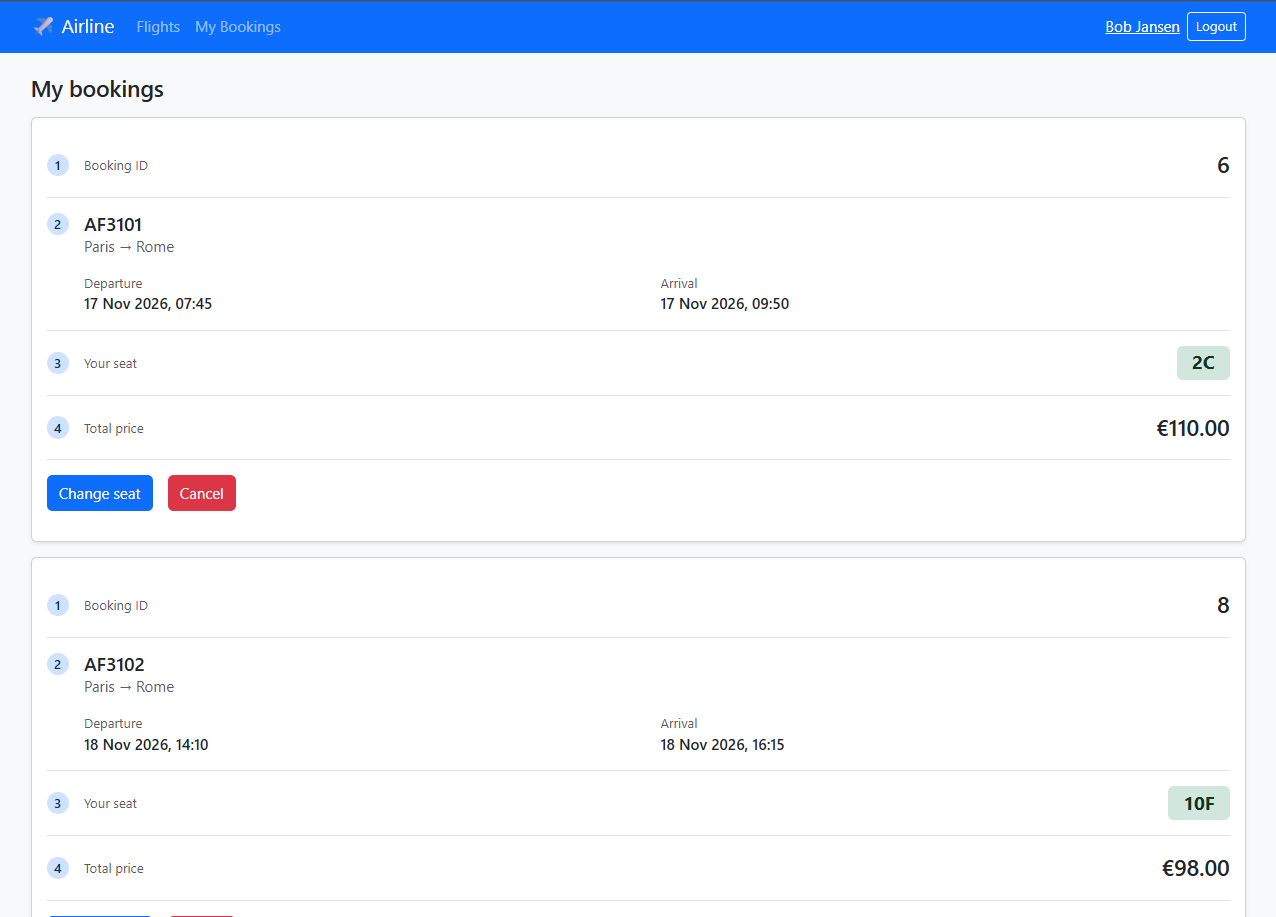 Airline Flights My Bookings Bob Jansen Logout
My bookings
1 Booking ID 6
2 AF3101
Paris → Rome
Departure Arrival
17 Nov 2026, 07:45 17 Nov 2026, 09:50
3 Your seat 2C
4 Total price €110.00
Change seat Cancel
1 Booking ID 8
2 AF3102
Paris → Rome
Departure Arrival
18 Nov 2026, 14:10 18 Nov 2026, 16:15
3 Your seat 10F
4 Total price €98.00